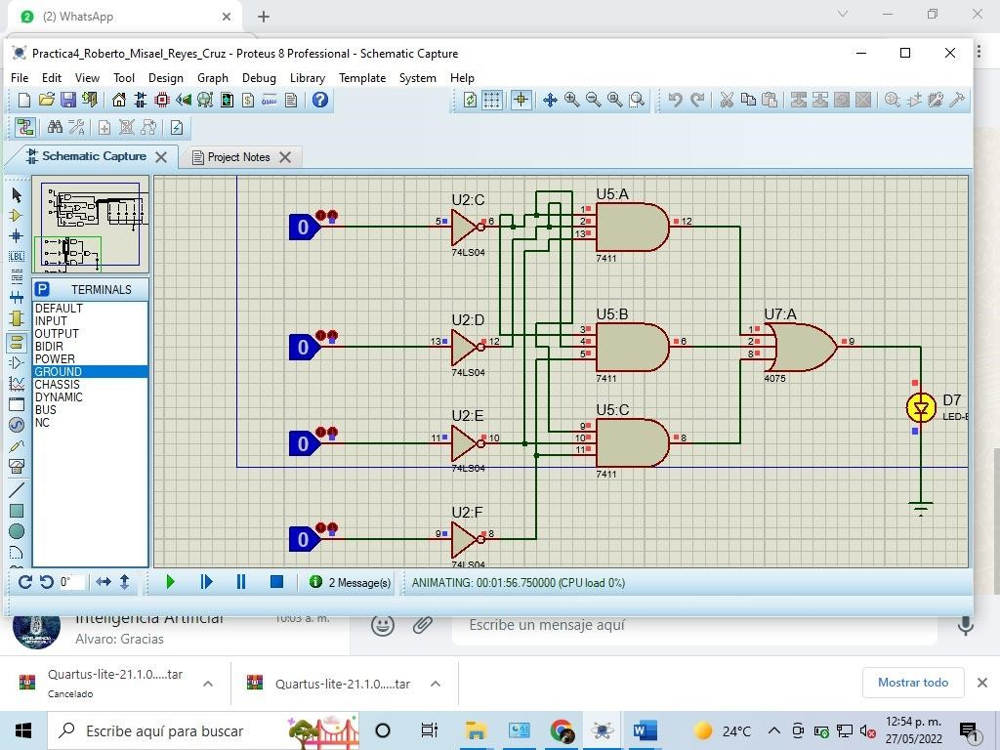 (2) WhatsApp
Practica4_Roberto_Misael_Reyes_Cruz - Proteus 8 Professional - Schematic Capture
File Edit View Tool Design Graph Debug Library Template System Help
Schematic Capture
Project Notes
P TERMINALS
DEFAULT
INPUT
OUTPUT
BIDIR
POWER
GROUND
CHASSIS
DYNAMIC
BUS
NC
LBL
0
U2:C
5 6
74LS04
0
U2:D
13 12
74LS04
0
U2:E
11 10
74LS04
0
U2:F
9 8
74LS04
U5:A
1
2
13
12
7411
U5:B
3
4
5
6
7411
U5:C
9
10
11
8
7411
U7:A
1
2
8
9
4075
D7
0°
2 Message(s)
ANIMATING: 00:01:56.750000 (CPU load 0%)
Inteligencia Artificial
10:03 a. m.
Alvaro: Gracias
Escribe un mensaje aquí
Quartus-lite-21.1.0.....tar
Cancelado
Quartus-lite-21.1.0.....tar
Mostrar todo
Escribe aquí para buscar
24°C
12:54 p. m.
27/05/2022
1